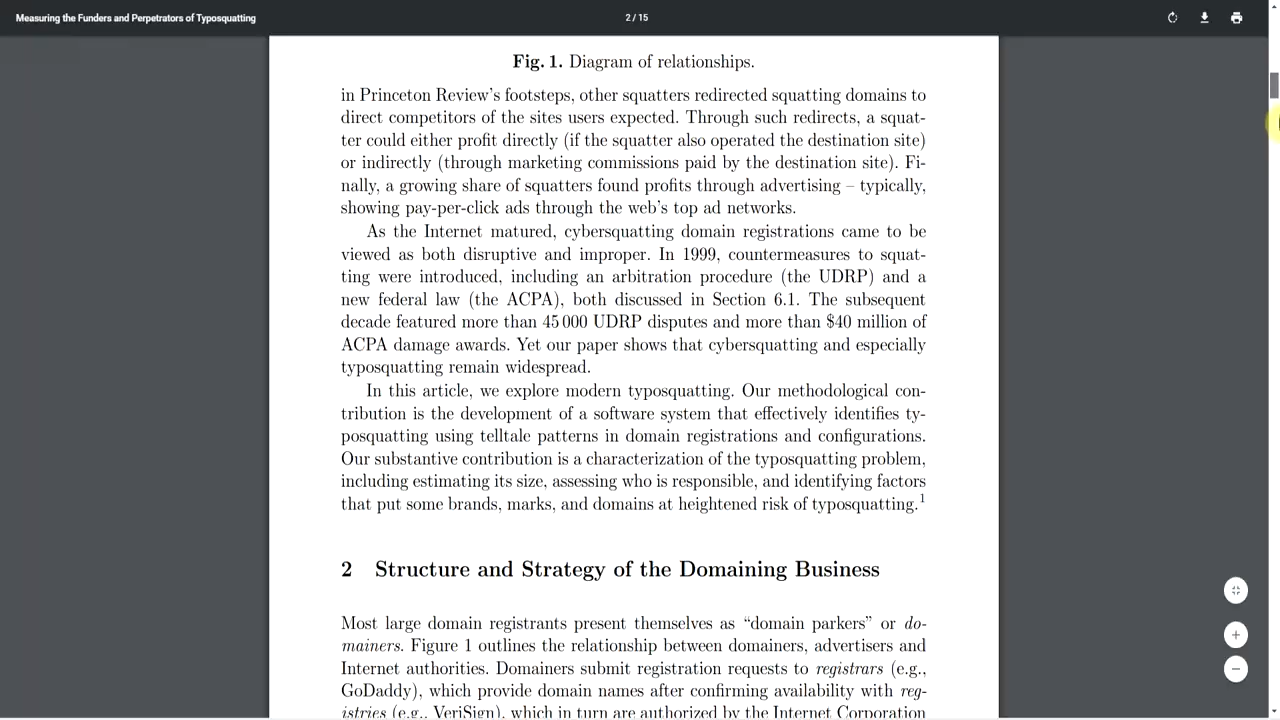 Measuring the Funders and Perpetrators of Typosquatting
2 / 15
Fig. 1. Diagram of relationships.
in Princeton Review's footsteps, other squatters redirected squatting domains to
direct competitors of the sites users expected. Through such redirects, a squat-
ter could either profit directly (if the squatter also operated the destination site)
or indirectly (through marketing commissions paid by the destination site). Fi-
nally, a growing share of squatters found profits through advertising – typically,
showing pay-per-click ads through the web's top ad networks.
As the Internet matured, cybersquatting domain registrations came to be
viewed as both disruptive and improper. In 1999, countermeasures to squat-
ting were introduced, including an arbitration procedure (the UDRP) and a
new federal law (the ACPA), both discussed in Section 6.1. The subsequent
decade featured more than 45 000 UDRP disputes and more than $40 million of
ACPA damage awards. Yet our paper shows that cybersquatting and especially
typosquatting remain widespread.
In this article, we explore modern typosquatting. Our methodological con-
tribution is the development of a software system that effectively identifies ty-
posquatting using telltale patterns in domain registrations and configurations.
Our substantive contribution is a characterization of the typosquatting problem,
including estimating its size, assessing who is responsible, and identifying factors
that put some brands, marks, and domains at heightened risk of typosquatting.1
2 Structure and Strategy of the Domaining Business
Most large domain registrants present themselves as “domain parkers” or do-
mainers. Figure 1 outlines the relationship between domainers, advertisers and
Internet authorities. Domainers submit registration requests to registrars (e.g.,
GoDaddy), which provide domain names after confirming availability with reg-
istries (e.g., VeriSign), which in turn are authorized by the Internet Corporation